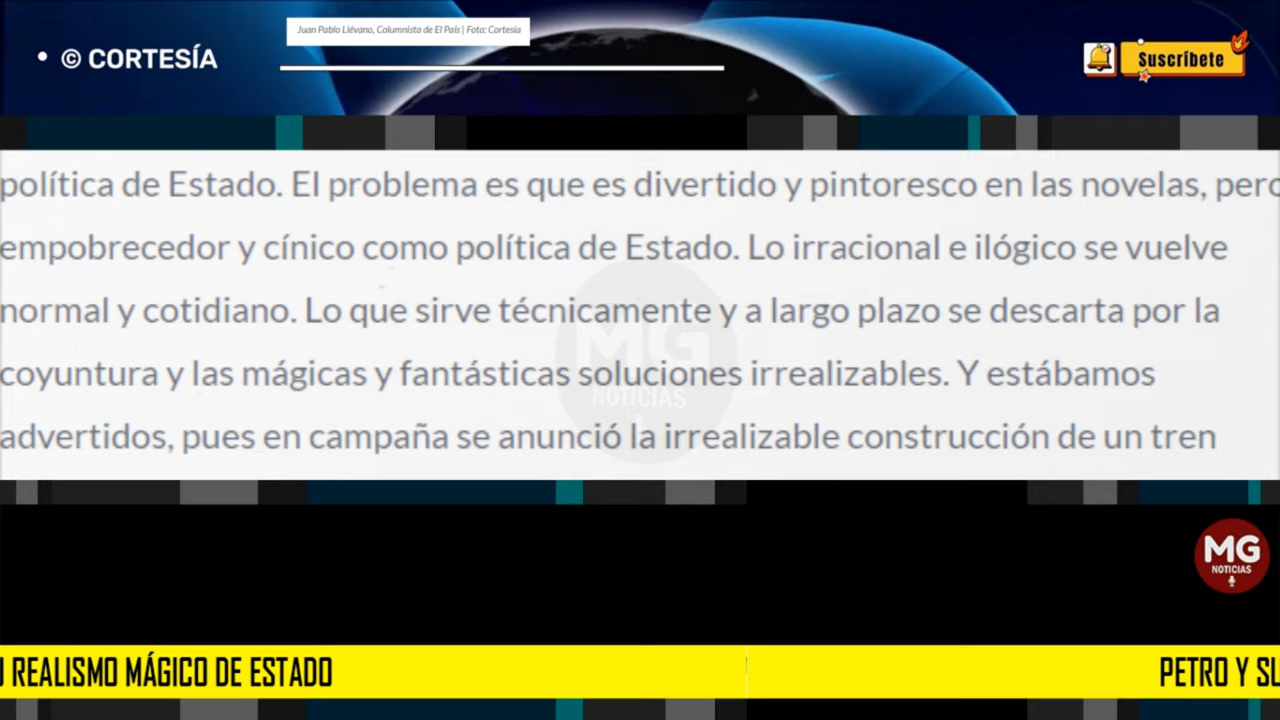 Juan Pablo Liévano, Columnista de El País | Foto: Cortesía
• © CORTESÍA
Suscríbete
política de Estado. El problema es que es divertido y pintoresco en las novelas, pero
empobrecedor y cínico como política de Estado. Lo irracional e ilógico se vuelve
normal y cotidiano. Lo que sirve técnicamente y a largo plazo se descarta por la
coyuntura y las mágicas y fantásticas soluciones irrealizables. Y estábamos
advertidos, pues en campaña se anunció la irrealizable construcción de un tren
MG
NOTICIAS
MG
NOTICIAS
REALISMO MÁGICO DE ESTADO
PETRO Y SU